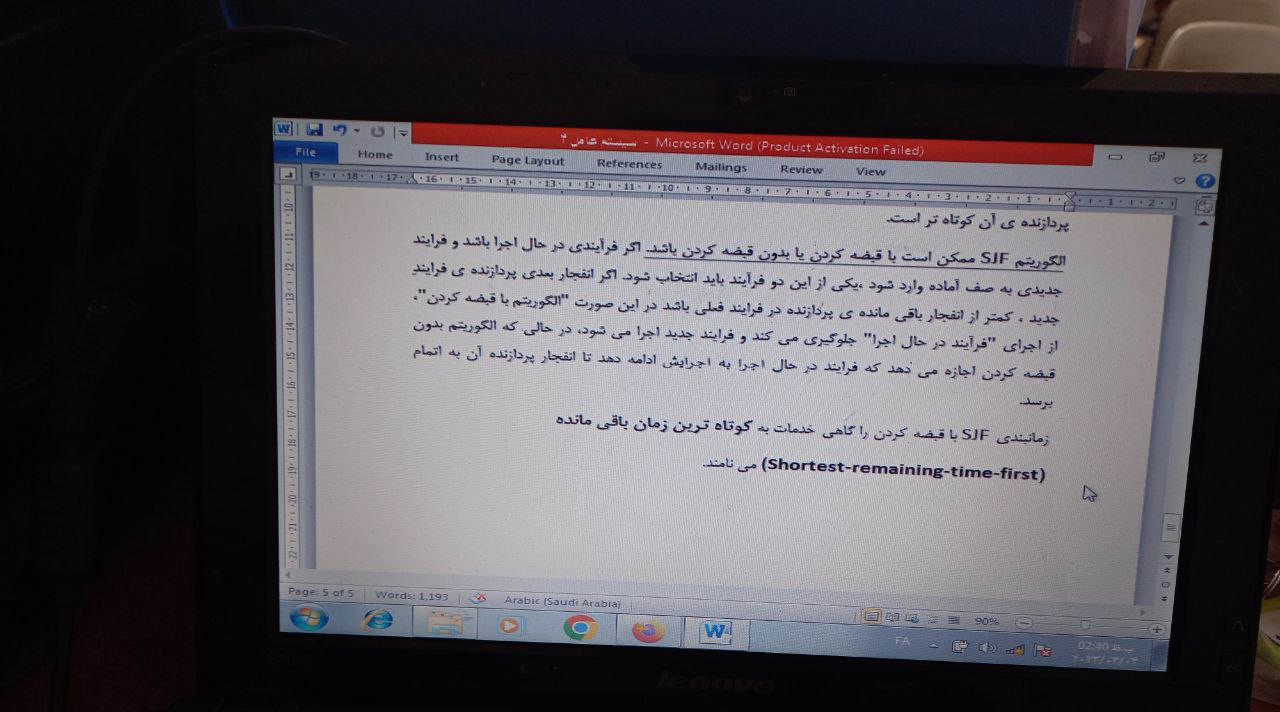 سیستم عامل 4 - Microsoft Word (Product Activation Failed)
File Home Insert Page Layout References Mailings Review View
پردازنده ی آن کوتاه تر است.
الگوریتم SJF ممکن است با قبضه کردن یا بدون قبضه کردن باشد. اگر فرآیندی در حال اجرا باشد و فرایند
جدیدی به صف آماده وارد شود ،یکی از این دو فرآیند باید انتخاب شود. اگر انفجار بعدی پردازنده ی فرایند
جدید ، کمتر از انفجار باقی مانده ی پردازنده در فرایند فعلی باشد در این صورت "الگوریتم با قبضه کردن"،
از اجرای "فرآیند در حال اجرا" جلوگیری می کند و فرایند جدید اجرا می شود، در حالی که الگوریتم بدون
قبضه کردن اجازه می دهد که فرایند در حال اجرا به اجرایش ادامه دهد تا انفجار پردازنده آن به اتمام
برسد.
زمانبندی SJF با قبضه کردن را گاهی خدمات به کوتاه ترین زمان باقی مانده
(Shortest-remaining-time-first) می نامند.
Page: 5 of 5 Words: 1,193 Arabic (Saudi Arabia) 90%
FA 02:40 ب.ظ
۲۰۲۲/۰۲/۰۴
S10-3
lenovo